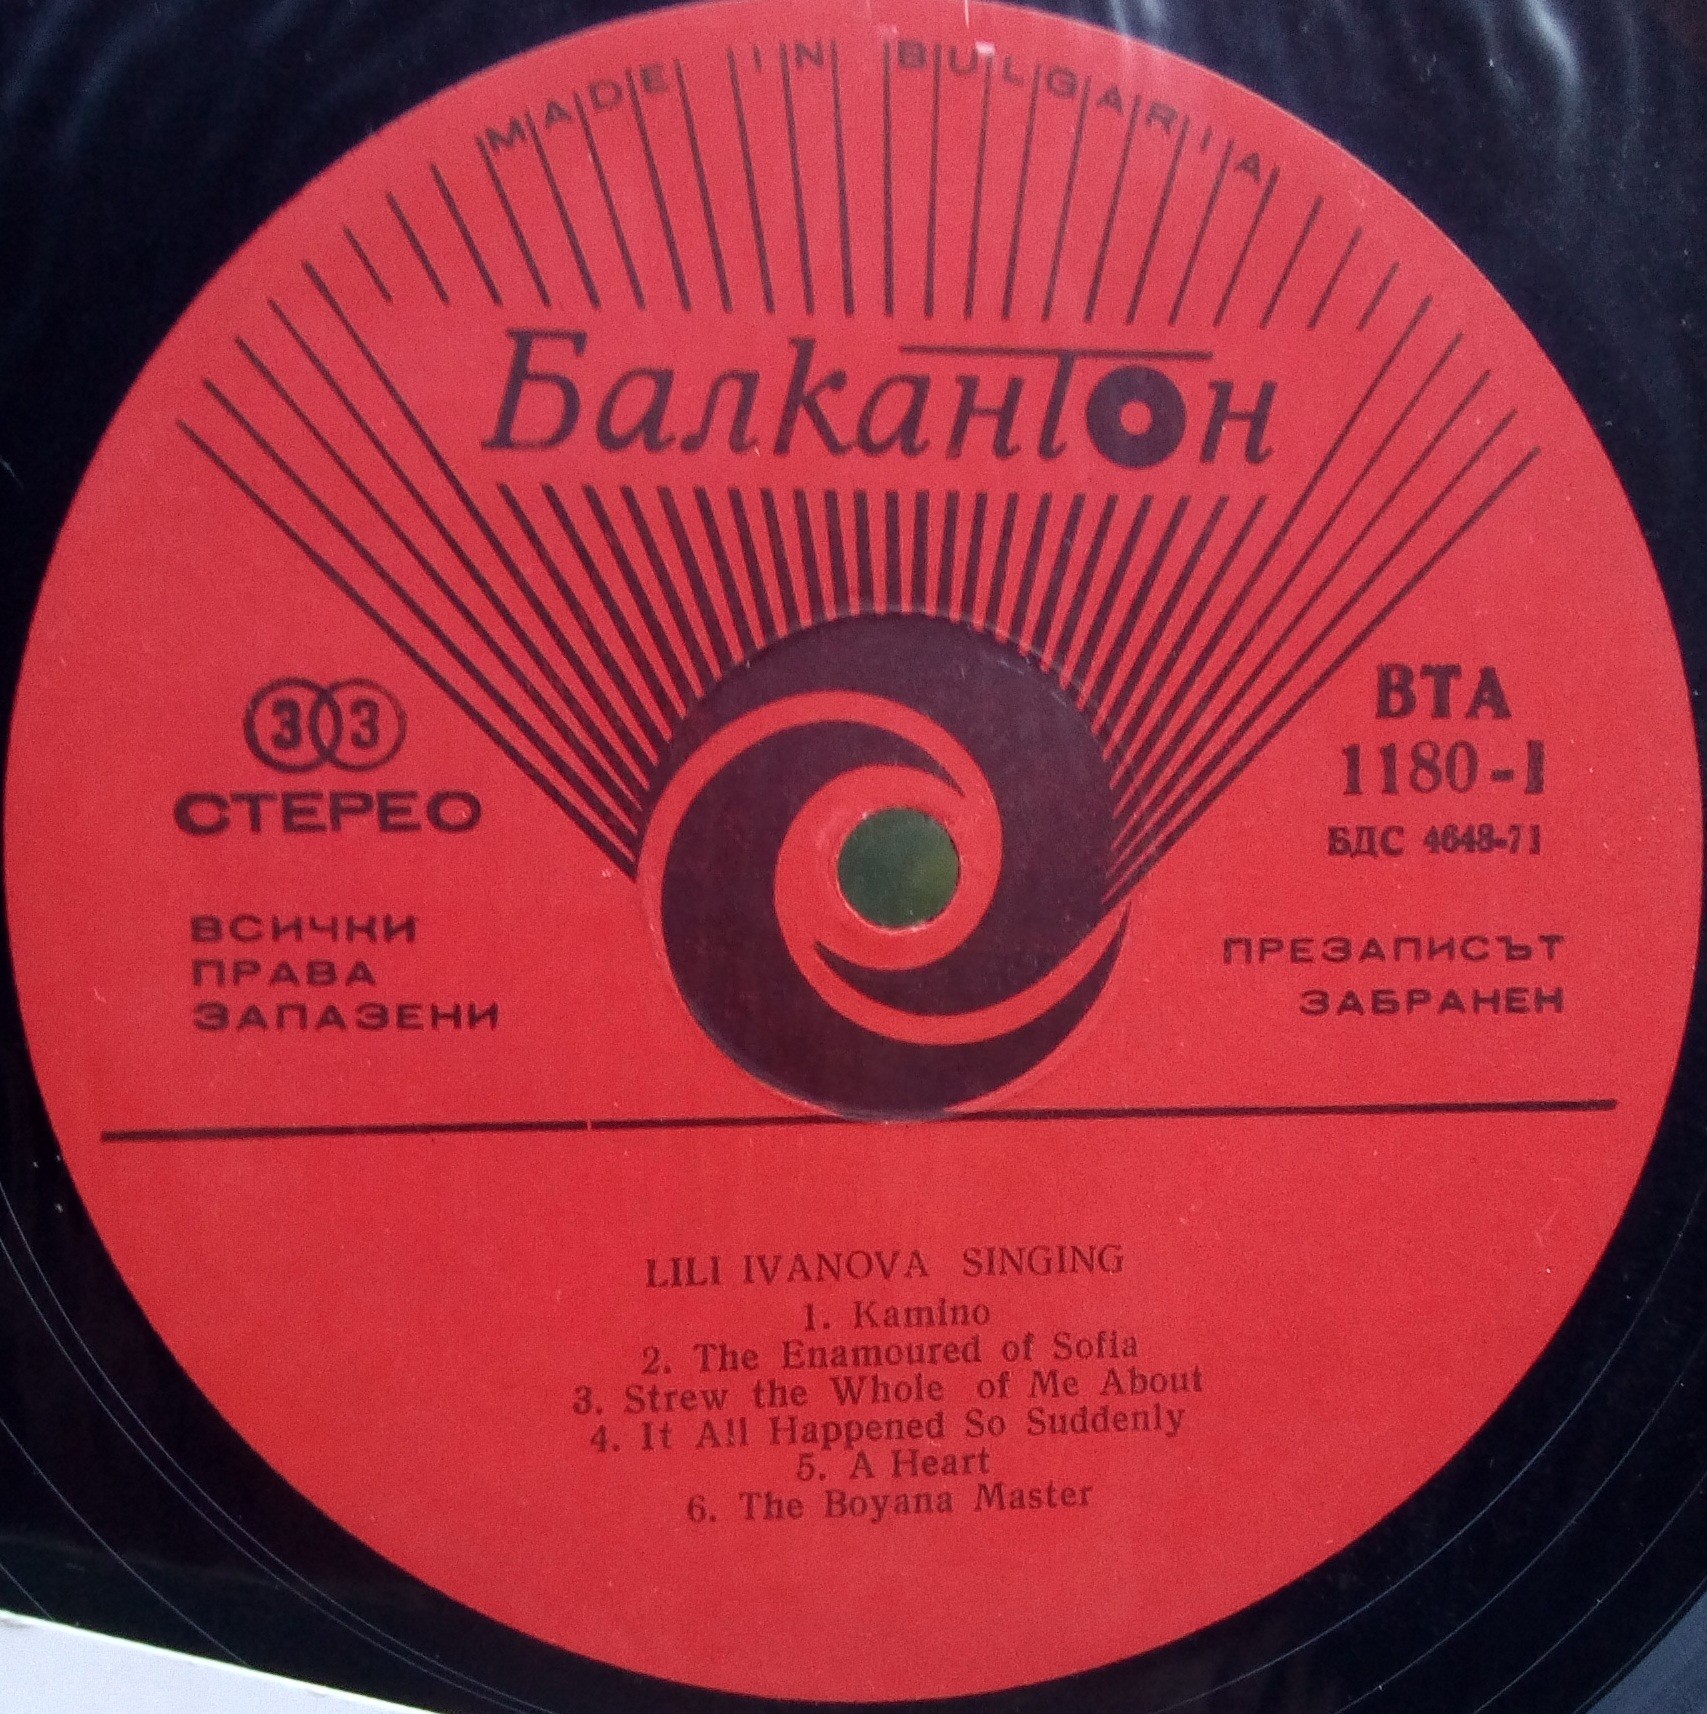 MADE IN BULGARIA
Балкантон
33
СТЕРЕО
ВТА
1180-I
БДС 4648-71
ВСИЧКИ
ПРАВА
ЗАПАЗЕНИ
ПРЕЗАПИСЪТ
ЗАБРАНЕН
LILI IVANOVA SINGING
1. Kamino
2. The Enamoured of Sofia
3. Strew the Whole of Me About
4. It All Happened So Suddenly
5. A Heart
6. The Boyana Master